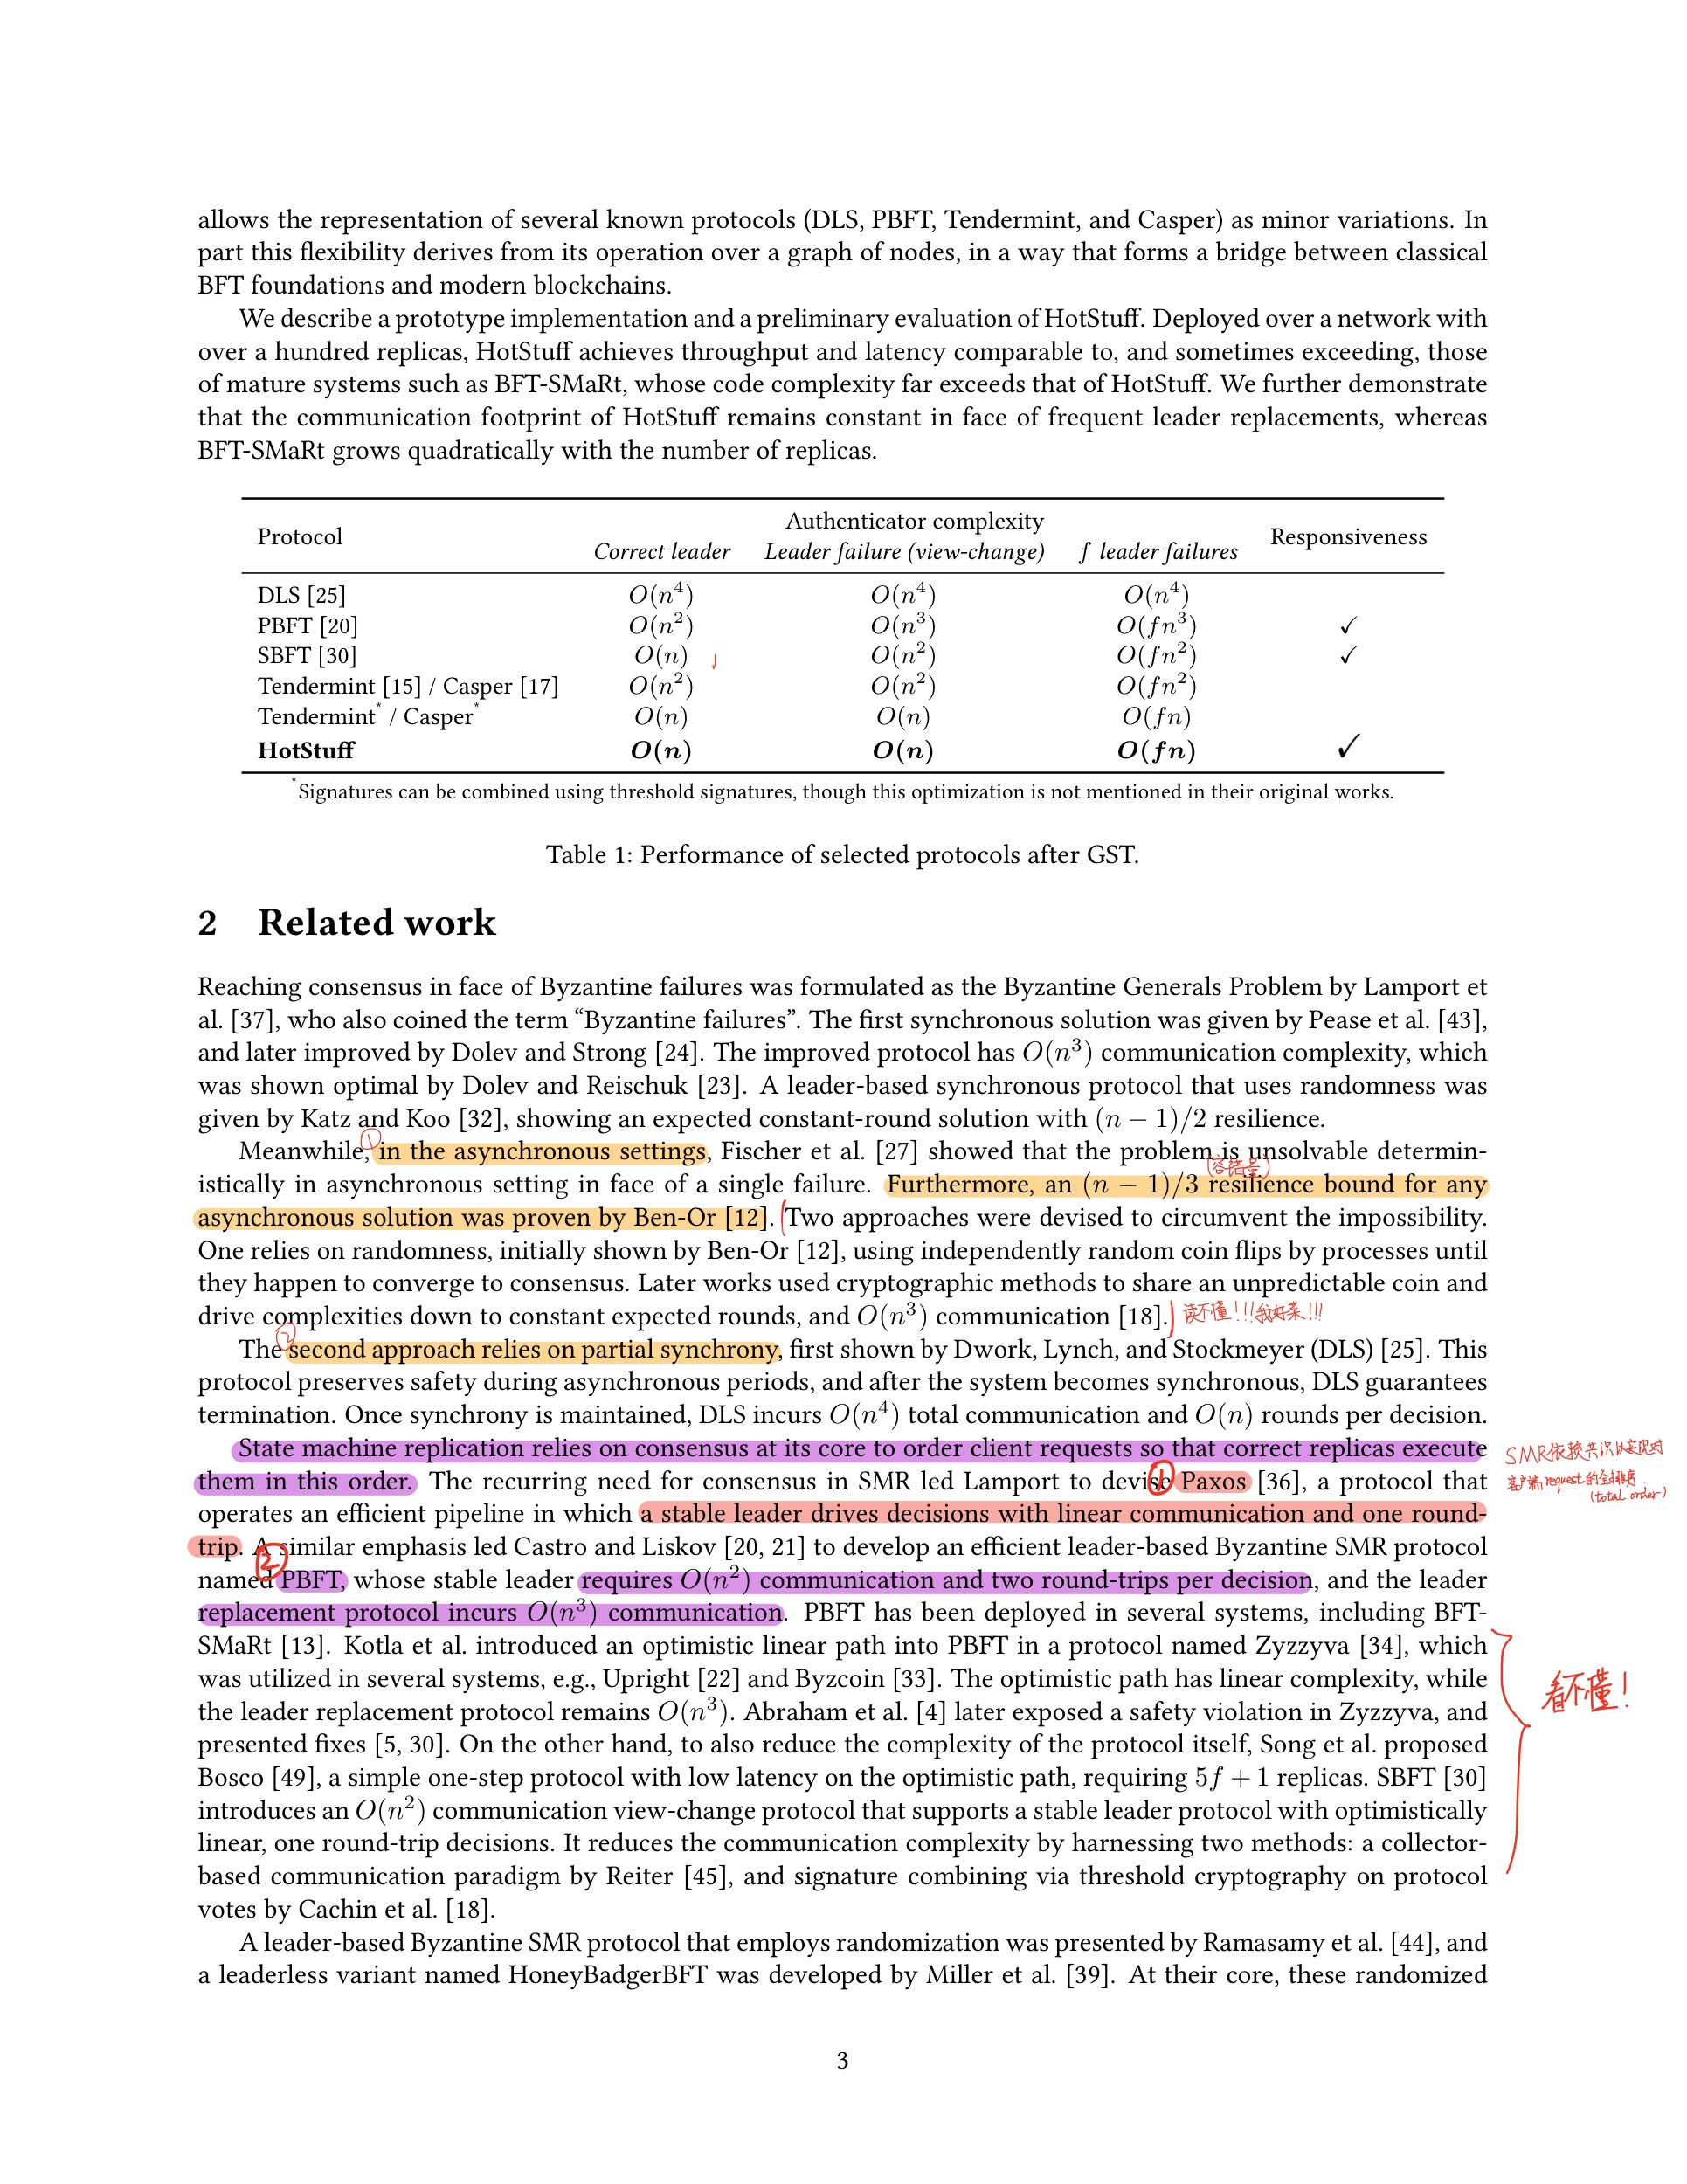 allows the representation of several known protocols (DLS, PBFT, Tendermint, and Casper) as minor variations. In
part this flexibility derives from its operation over a graph of nodes, in a way that forms a bridge between classical
BFT foundations and modern blockchains.
We describe a prototype implementation and a preliminary evaluation of HotStuff. Deployed over a network with
over a hundred replicas, HotStuff achieves throughput and latency comparable to, and sometimes exceeding, those
of mature systems such as BFT-SMaRt, whose code complexity far exceeds that of HotStuff. We further demonstrate
that the communication footprint of HotStuff remains constant in face of frequent leader replacements, whereas
BFT-SMaRt grows quadratically with the number of replicas.
Protocol Authenticator complexity Responsiveness
Correct leader Leader failure (view-change) f leader failures
DLS [25] O(n⁴) O(n⁴) O(n⁴)
PBFT [20] O(n²) O(n³) O(fn³) ✓
SBFT [30] O(n) O(n²) O(fn²) ✓
Tendermint [15] / Casper [17] O(n²) O(n²) O(fn²)
Tendermint* / Casper* O(n) O(n) O(fn)
HotStuff O(n) O(n) O(fn) ✓
*Signatures can be combined using threshold signatures, though this optimization is not mentioned in their original works.
Table 1: Performance of selected protocols after GST.
2 Related work
Reaching consensus in face of Byzantine failures was formulated as the Byzantine Generals Problem by Lamport et
al. [37], who also coined the term “Byzantine failures”. The first synchronous solution was given by Pease et al. [43],
and later improved by Dolev and Strong [24]. The improved protocol has O(n³) communication complexity, which
was shown optimal by Dolev and Reischuk [23]. A leader-based synchronous protocol that uses randomness was
given by Katz and Koo [32], showing an expected constant-round solution with (n − 1)/2 resilience.
①
Meanwhile, in the asynchronous settings, Fischer et al. [27] showed that the problem is unsolvable determin-
(容错量)
istically in asynchronous setting in face of a single failure. Furthermore, an (n − 1)/3 resilience bound for any
asynchronous solution was proven by Ben-Or [12]. Two approaches were devised to circumvent the impossibility.
One relies on randomness, initially shown by Ben-Or [12], using independently random coin flips by processes until
they happen to converge to consensus. Later works used cryptographic methods to share an unpredictable coin and
drive complexities down to constant expected rounds, and O(n³) communication [18]. 读不懂!!!我好菜!!!
②
The second approach relies on partial synchrony, first shown by Dwork, Lynch, and Stockmeyer (DLS) [25]. This
protocol preserves safety during asynchronous periods, and after the system becomes synchronous, DLS guarantees
termination. Once synchrony is maintained, DLS incurs O(n⁴) total communication and O(n) rounds per decision.
State machine replication relies on consensus at its core to order client requests so that correct replicas execute
them in this order. The recurring need for consensus in SMR led Lamport to devise ① Paxos [36], a protocol that
operates an efficient pipeline in which a stable leader drives decisions with linear communication and one round-
trip. A similar emphasis led Castro and Liskov [20, 21] to develop an efficient leader-based Byzantine SMR protocol
named ② PBFT, whose stable leader requires O(n²) communication and two round-trips per decision, and the leader
replacement protocol incurs O(n³) communication. PBFT has been deployed in several systems, including BFT-
SMaRt [13]. Kotla et al. introduced an optimistic linear path into PBFT in a protocol named Zyzzyva [34], which
was utilized in several systems, e.g., Upright [22] and Byzcoin [33]. The optimistic path has linear complexity, while
the leader replacement protocol remains O(n³). Abraham et al. [4] later exposed a safety violation in Zyzzyva, and
presented fixes [5, 30]. On the other hand, to also reduce the complexity of the protocol itself, Song et al. proposed
Bosco [49], a simple one-step protocol with low latency on the optimistic path, requiring 5f + 1 replicas. SBFT [30]
introduces an O(n²) communication view-change protocol that supports a stable leader protocol with optimistically
linear, one round-trip decisions. It reduces the communication complexity by harnessing two methods: a collector-
based communication paradigm by Reiter [45], and signature combining via threshold cryptography on protocol
votes by Cachin et al. [18].
SMR依赖共识以实现对
客户端request的全排序
(total order)
看不懂!
A leader-based Byzantine SMR protocol that employs randomization was presented by Ramasamy et al. [44], and
a leaderless variant named HoneyBadgerBFT was developed by Miller et al. [39]. At their core, these randomized
3